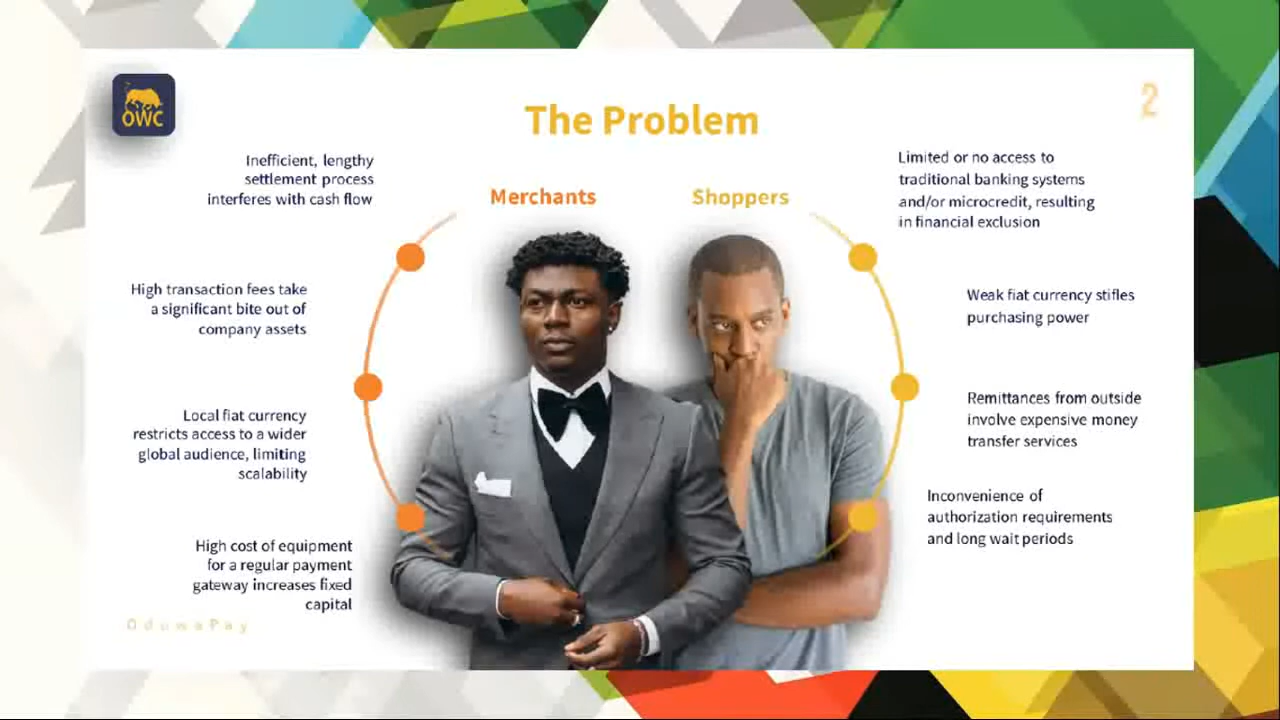 OWC
The Problem
2
Merchants
Inefficient, lengthy
settlement process
interferes with cash flow
High transaction fees take
a significant bite out of
company assets
Local fiat currency
restricts access to a wider
global audience, limiting
scalability
High cost of equipment
for a regular payment
gateway increases fixed
capital
Shoppers
Limited or no access to
traditional banking systems
and/or microcredit, resulting
in financial exclusion
Weak fiat currency stifles
purchasing power
Remittances from outside
involve expensive money
transfer services
Inconvenience of
authorization requirements
and long wait periods
OduwaPay